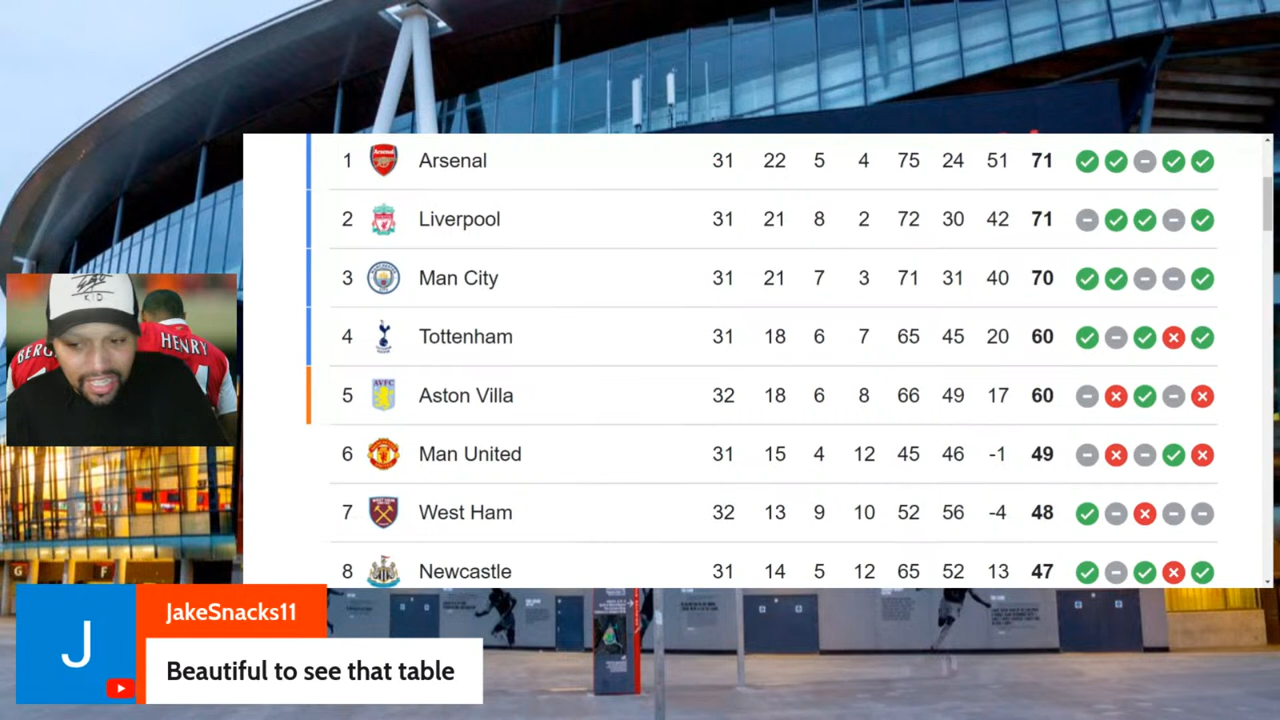 1 Arsenal 31 22 5 4 75 24 51 71
2 Liverpool 31 21 8 2 72 30 42 71
3 Man City 31 21 7 3 71 31 40 70
4 Tottenham 31 18 6 7 65 45 20 60
5 Aston Villa 32 18 6 8 66 49 17 60
6 Man United 31 15 4 12 45 46 -1 49
7 West Ham 32 13 9 10 52 56 -4 48
8 Newcastle 31 14 5 12 65 52 13 47
KID
BERG
HENRY
G F
J
JakeSnacks11
Beautiful to see that table